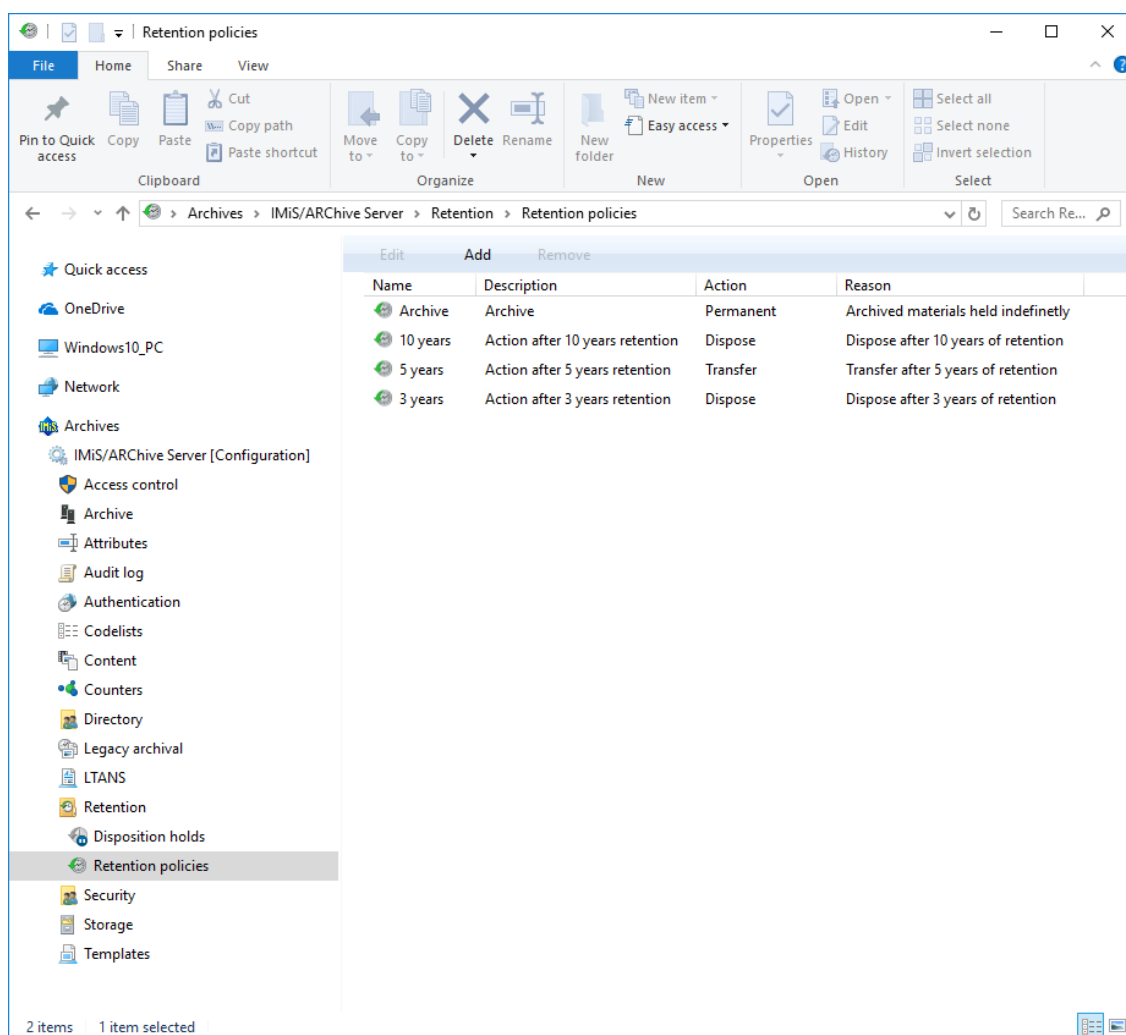 Retention policies
File Home Share View
Pin to Quick access Copy Paste Cut Copy path Paste shortcut Move to Copy to Delete Rename New folder New item Easy access Properties Open Edit History Select all Select none Invert selection
Clipboard Organize New Open Select
Archives > IMiS/ARChive Server > Retention > Retention policies Search Re...
Edit Add Remove
Name Description Action Reason
Archive Archive Permanent Archived materials held indefinetly
10 years Action after 10 years retention Dispose Dispose after 10 years of retention
5 years Action after 5 years retention Transfer Transfer after 5 years of retention
3 years Action after 3 years retention Dispose Dispose after 3 years of retention
Quick access
OneDrive
Windows10_PC
Network
Archives
IMiS/ARChive Server [Configuration]
Access control
Archive
Attributes
Audit log
Authentication
Codelists
Content
Counters
Directory
Legacy archival
LTANS
Retention
Disposition holds
Retention policies
Security
Storage
Templates
2 items 1 item selected